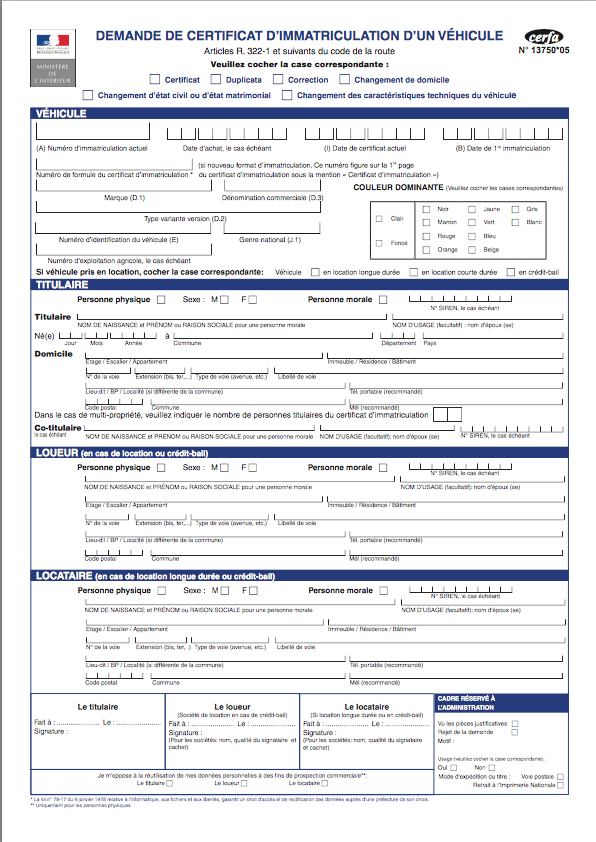 DEMANDE DE CERTIFICAT D'IMMATRICULATION D'UN VÉHICULE
cerfa
Articles R. 322-1 et suivants du code de la route
N° 13750*05
MINISTÈRE
DE
L'INTÉRIEUR
Veuillez cocher la case correspondante :
Certificat Duplicata Correction Changement de domicile
Changement d'état civil ou d'état matrimonial Changement des caractéristiques techniques du véhicule
VÉHICULE
(A) Numéro d'immatriculation actuel Date d'achat, le cas échéant (I) Date de certificat actuel (B) Date de 1re immatriculation
(si nouveau format d'immatriculation. Ce numéro figure sur la 1re page
Numéro de formule du certificat d'immatriculation * du certificat d'immatriculation sous la mention « Certificat d'immatriculation »)
Marque (D.1) Dénomination commerciale (D.3)
COULEUR DOMINANTE (Veuillez cocher les cases correspondantes)
Type variante version (D.2)
Clair Noir Jaune Gris
Marron Vert Blanc
Numéro d'identification du véhicule (E) Genre national (J.1)
Foncé Rouge Bleu
Orange Beige
Numéro d'exploitation agricole, le cas échéant
Si véhicule pris en location, cocher la case correspondante: Véhicule en location longue durée en location courte durée en crédit-bail
TITULAIRE
Personne physique Sexe : M F Personne morale
N° SIREN, le cas échéant
Titulaire
NOM DE NAISSANCE et PRÉNOM ou RAISON SOCIALE pour une personne morale NOM D'USAGE (facultatif) : nom d'époux (se)
Né(e) à
Jour Mois Année Commune Département Pays
Domicile
Etage / Escalier / Appartement Immeuble / Résidence / Bâtiment
N° de la voie Extension (bis, ter,...) Type de voie (avenue, etc.) Libellé de voie
Lieu-dit / BP / Localité (si différente de la commune) Tél. portable (recommandé)
Code postal Commune Mél (recommandé)
Dans le cas de multi-propriété, veuillez indiquer le nombre de personnes titulaires du certificat d'immatriculation
Co-titulaire
le cas échéant NOM DE NAISSANCE et PRÉNOM ou RAISON SOCIALE pour une personne morale NOM D'USAGE (facultatif): nom d'époux (se) N° SIREN, le cas échéant
LOUEUR (en cas de location ou crédit-bail)
Personne physique Sexe : M F Personne morale
N° SIREN, le cas échéant
NOM DE NAISSANCE et PRÉNOM ou RAISON SOCIALE pour une personne morale NOM D'USAGE (facultatif): nom d'époux (se)
Etage / Escalier / Appartement Immeuble / Résidence / Bâtiment
N° de la voie Extension (bis, ter,...) Type de voie (avenue, etc.) Libellé de voie
Lieu-dit / BP / Localité (si différente de la commune) Tél. portable (recommandé)
Code postal Commune Mél (recommandé)
LOCATAIRE (en cas de location longue durée ou crédit-bail)
Personne physique Sexe : M F Personne morale
N° SIREN, le cas échéant
NOM DE NAISSANCE et PRÉNOM ou RAISON SOCIALE pour une personne morale NOM D'USAGE (facultatif): nom d'époux (se)
Etage / Escalier / Appartement Immeuble / Résidence / Bâtiment
N° de la voie Extension (bis, ter,..) Type de voie (avenue, etc.) Libellé de voie
Lieu-dit / BP / Localité (si différente de la commune) Tél. portable (recommandé)
Code postal Commune Mél (recommandé)
Le titulaire
Fait à : ...................... Le : ......................
Signature :
Le loueur
(Société de location en cas de crédit-bail)
Fait à : ...................... Le : ......................
Signature :
(Pour les sociétés: nom, qualité du signataire et
cachet)
Le locataire
(Si location longue durée ou en crédit-bail)
Fait à : ...................... Le : ......................
Signature :
(Pour les sociétés: nom, qualité du signataire
et cachet)
Je m'oppose à la réutilisation de mes données personnelles à des fins de prospection commerciale**:
Le titulaire Le loueur Le locataire
CADRE RÉSERVÉ À
L'ADMINISTRATION
Vu les pièces justificatives
Rejet de la demande
Motif :
Usage (veuillez cocher la case correspondante):
Oui Non
Mode d'expédition du titre : Voie postale
Retrait à l'Imprimerie Nationale
* La loi n° 78-17 du 6 janvier 1978 relative à l'informatique, aux fichiers et aux libertés, garantit un droit d'accès et de rectification des données auprès d'une préfecture de son choix.
** Uniquement pour les personnes physiques